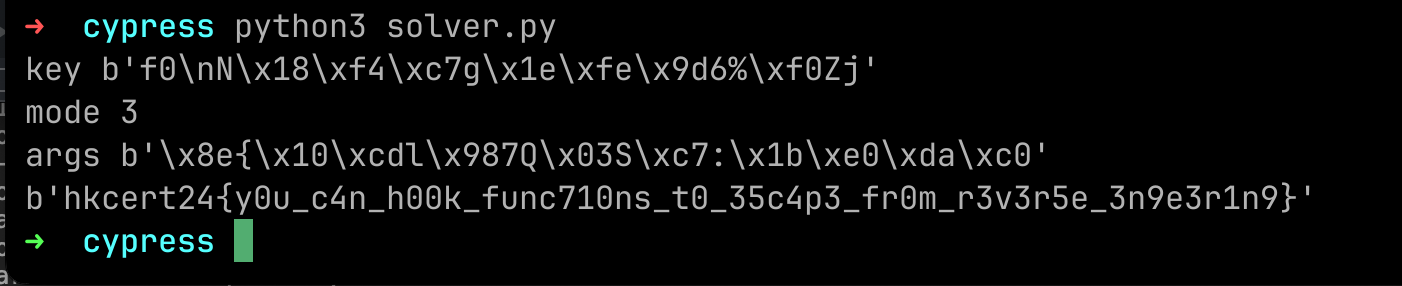 ➜ cypress python3 solver.py
key b'f0\nN\x18\xf4\xc7g\x1e\xfe\x9d6%\xf0Zj'
mode 3
args b'\x8e{\x10\xcdl\x987Q\x03S\xc7:\x1b\xe0\xda\xc0'
b'hkcert24{y0u_c4n_h00k_func710ns_t0_35c4p3_fr0m_r3v3r5e_3n9e3r1n9}'
➜ cypress